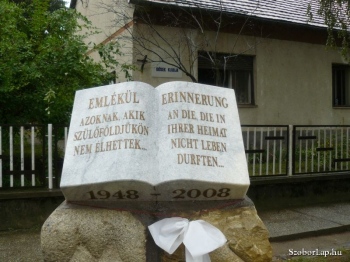 EMLÉKÜL
AZOKNAK, AKIK
SZÜLŐFÖLDJÜKÖN
NEM ÉLHETTEK...
ERINNERUNG
AN DIE, DIE IN
IHRER HEIMAT
NICHT LEBEN
DURFTEN...
1948 - 2008
SzoborLap.hu